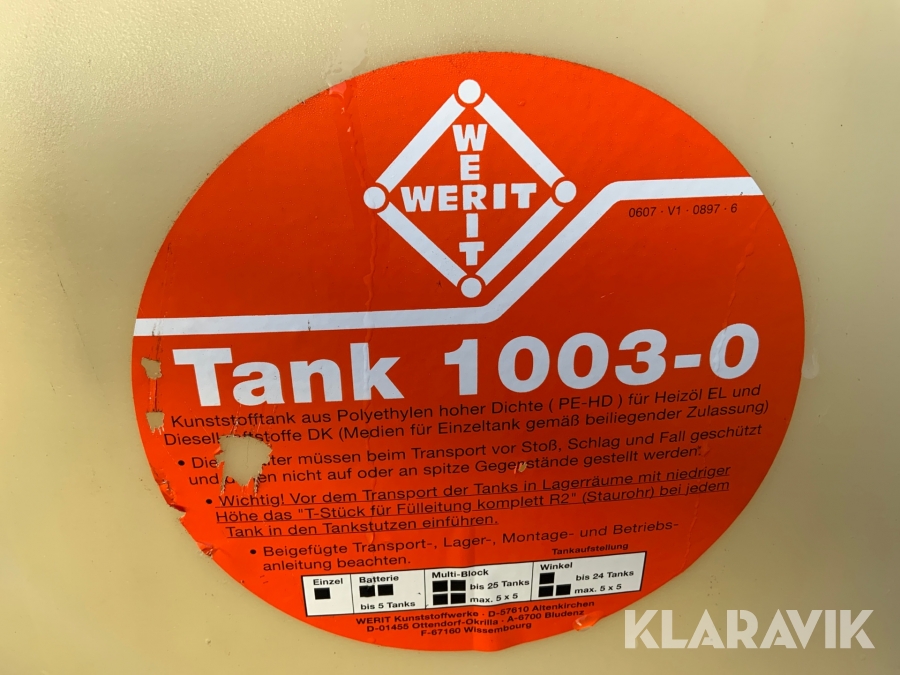 WERIT
WERIT
0607 · V1 · 0897 · 6
Tank 1003-0
Kunststofftank aus Polyethylen hoher Dichte ( PE-HD ) für Heizöl EL und
Diesel stoffe DK (Medien für Einzeltank gemäß beiliegender Zulassung)
• Die müssen beim Transport vor Stoß, Schlag und Fall geschützt
und nicht auf oder an spitze Gegenstände gestellt werden.
• Wichtig! Vor dem Transport der Tanks in Lagerräume mit niedriger
Höhe das "T-Stück für Fülleitung komplett R2" (Staurohr) bei jedem
Tank in den Tankstutzen einführen.
• Beigefügte Transport-, Lager-, Montage- und Betriebs-
anleitung beachten.
Tankaufstellung
Einzel
Batterie
bis 5 Tanks
Multi-Block
bis 25 Tanks
max. 5 x 5
Winkel
bis 24 Tanks
max. 5 x 5
WERIT Kunststoffwerke · D-57610 Altenkirchen
D-01455 Ottendorf-Okrilla · A-6700 Bludenz
F-67160 Wissembourg
KLARAVIK